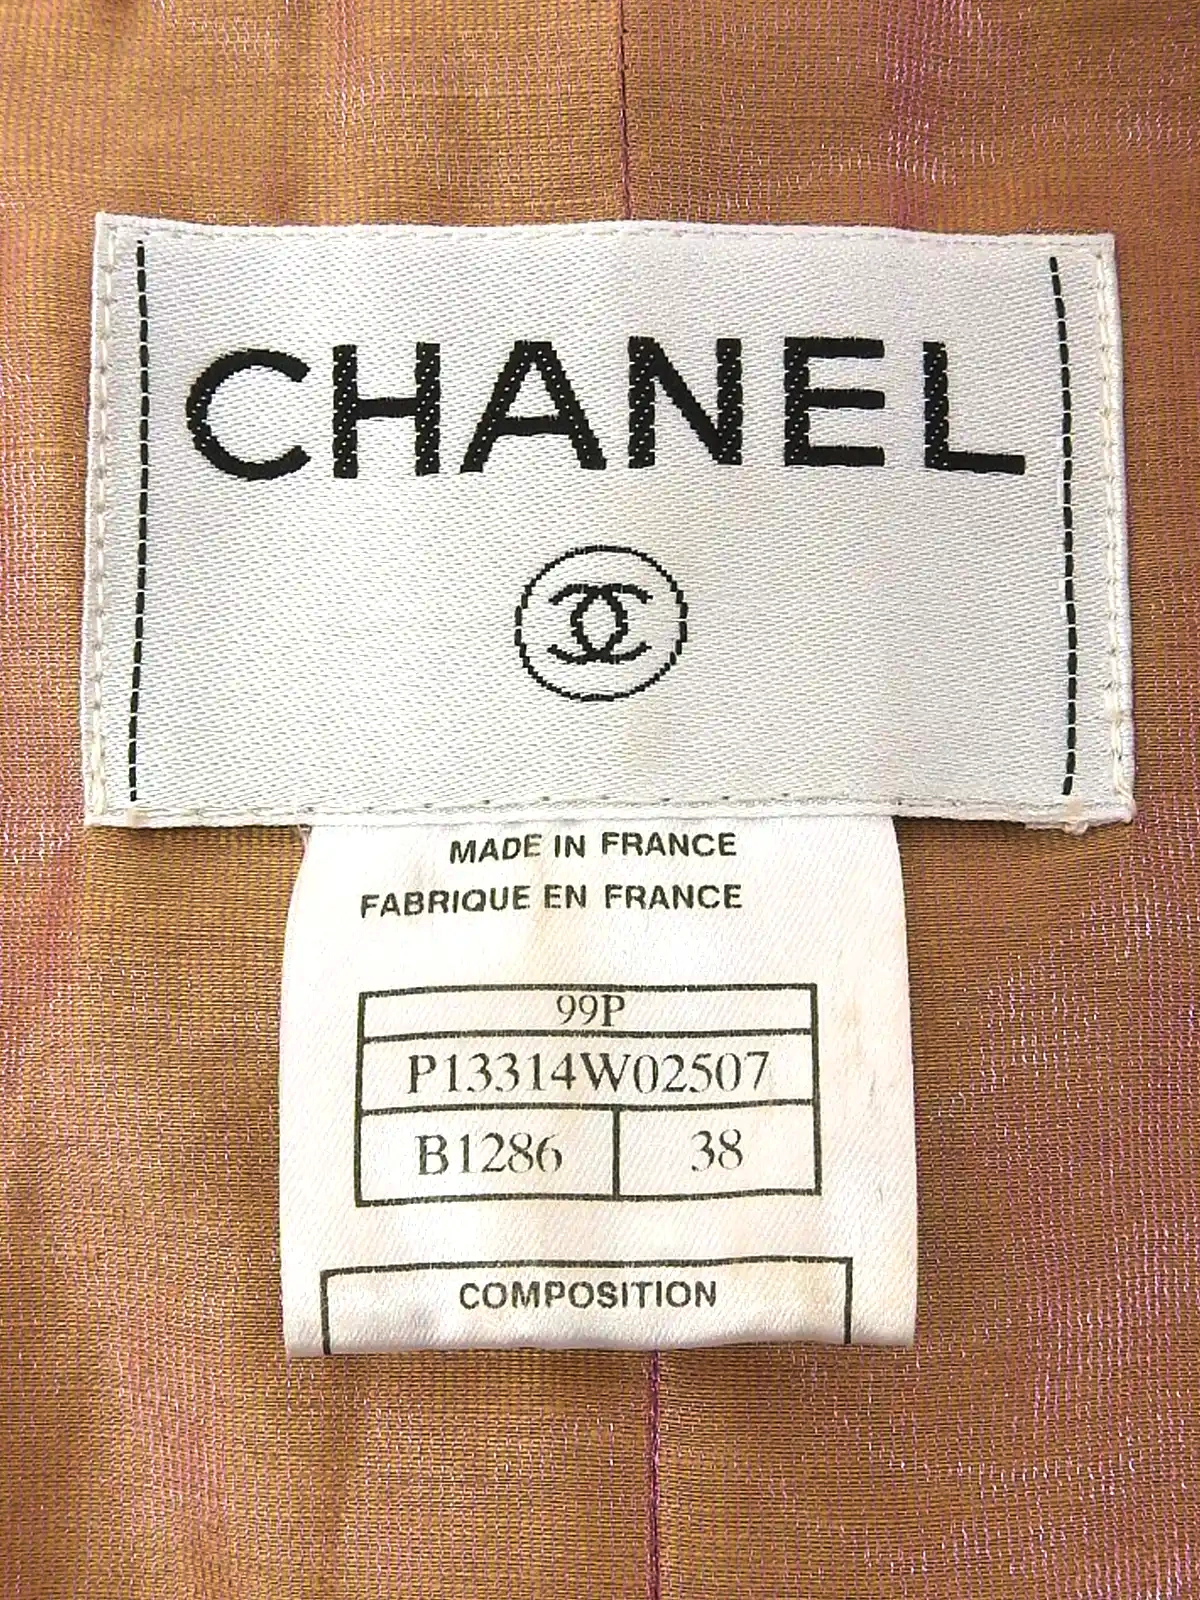 CHANEL
MADE IN FRANCE
FABRIQUE EN FRANCE
99P
P13314W02507
B1286 38
COMPOSITION